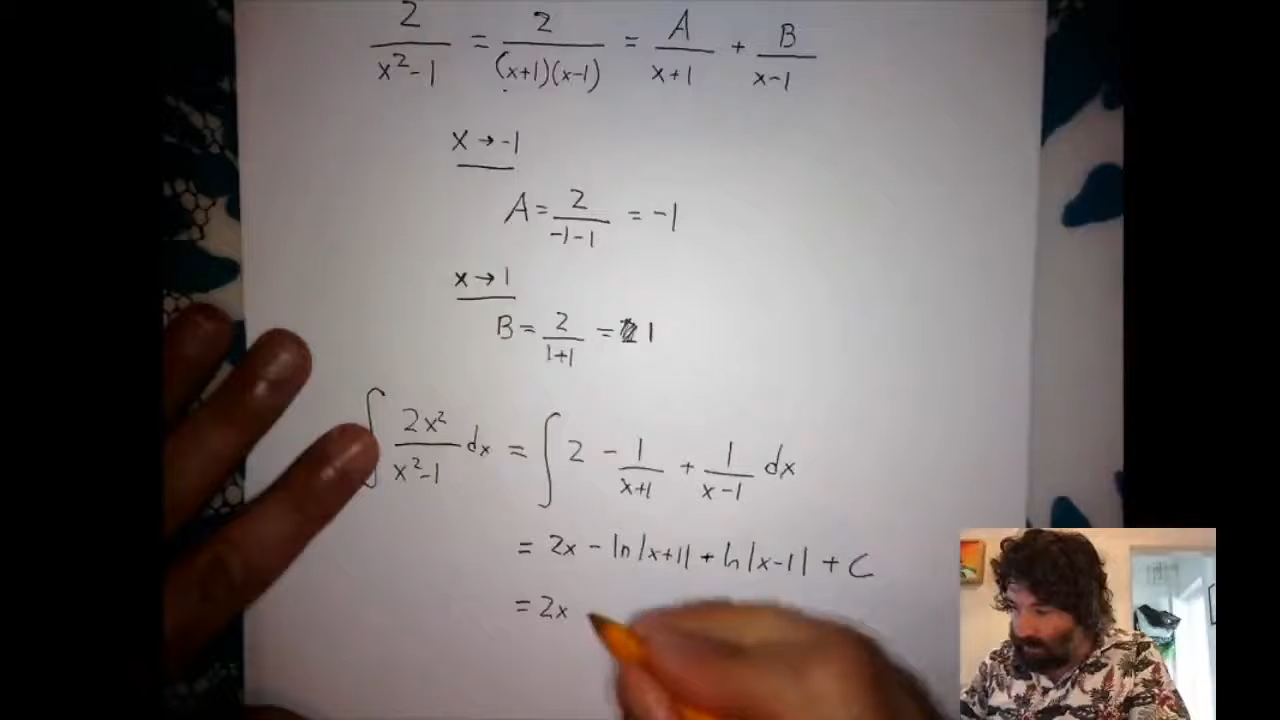 2/(x²-1) = 2/((x+1)(x-1)) = A/(x+1) + B/(x-1)
x → -1
A = 2/(-1-1) = -1
x → 1
B = 2/(1+1) = 1
∫ 2x²/(x²-1) dx = ∫ 2 - 1/(x+1) + 1/(x-1) dx
= 2x - ln|x+1| + ln|x-1| + C
= 2x